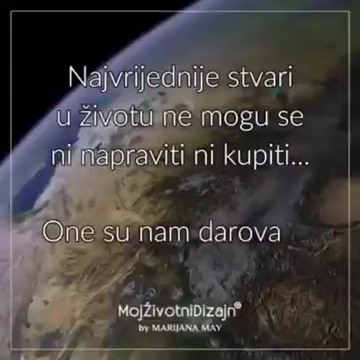 Najvrijednije stvari
u životu ne mogu se
ni napraviti ni kupiti...
One su nam darova
MojŽivotniDizajn®
by MARIJANA MAY